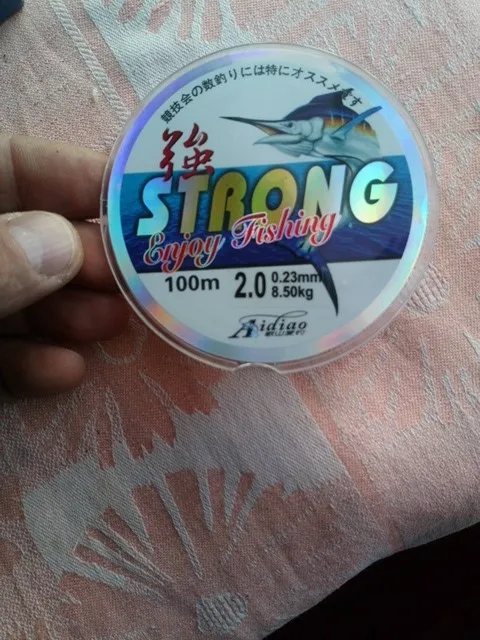 競技会の数釣りには特にオススメます
強
STRONG
Enjoy Fishing
100m 2.0 0.23mm
8.50kg
Aidiao